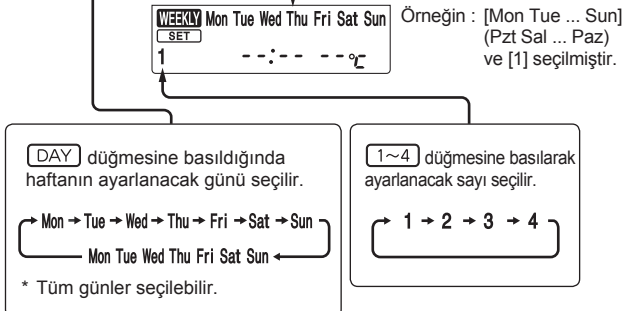 WEEKLY Mon Tue Wed Thu Fri Sat Sun
SET
1 --:-- --°C
Örneğin : [Mon Tue ... Sun]
(Pzt Sal ... Paz)
ve [1] seçilmiştir.
DAY düğmesine basıldığında
haftanın ayarlanacak günü seçilir.
→ Mon → Tue → Wed → Thu → Fri → Sat → Sun
Mon Tue Wed Thu Fri Sat Sun ←
* Tüm günler seçilebilir.
1~4 düğmesine basılarak
ayarlanacak sayı seçilir.
→ 1 → 2 → 3 → 4